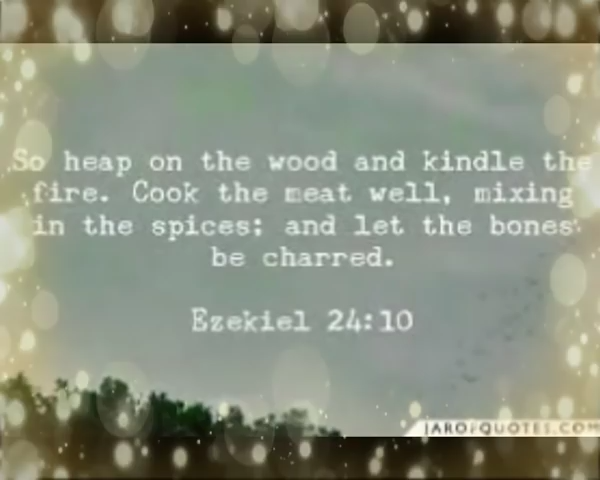 So heap on the wood and kindle the
fire. Cook the meat well, mixing
in the spices; and let the bones
be charred.
Ezekiel 24:10
JAROFQUOTES.COM